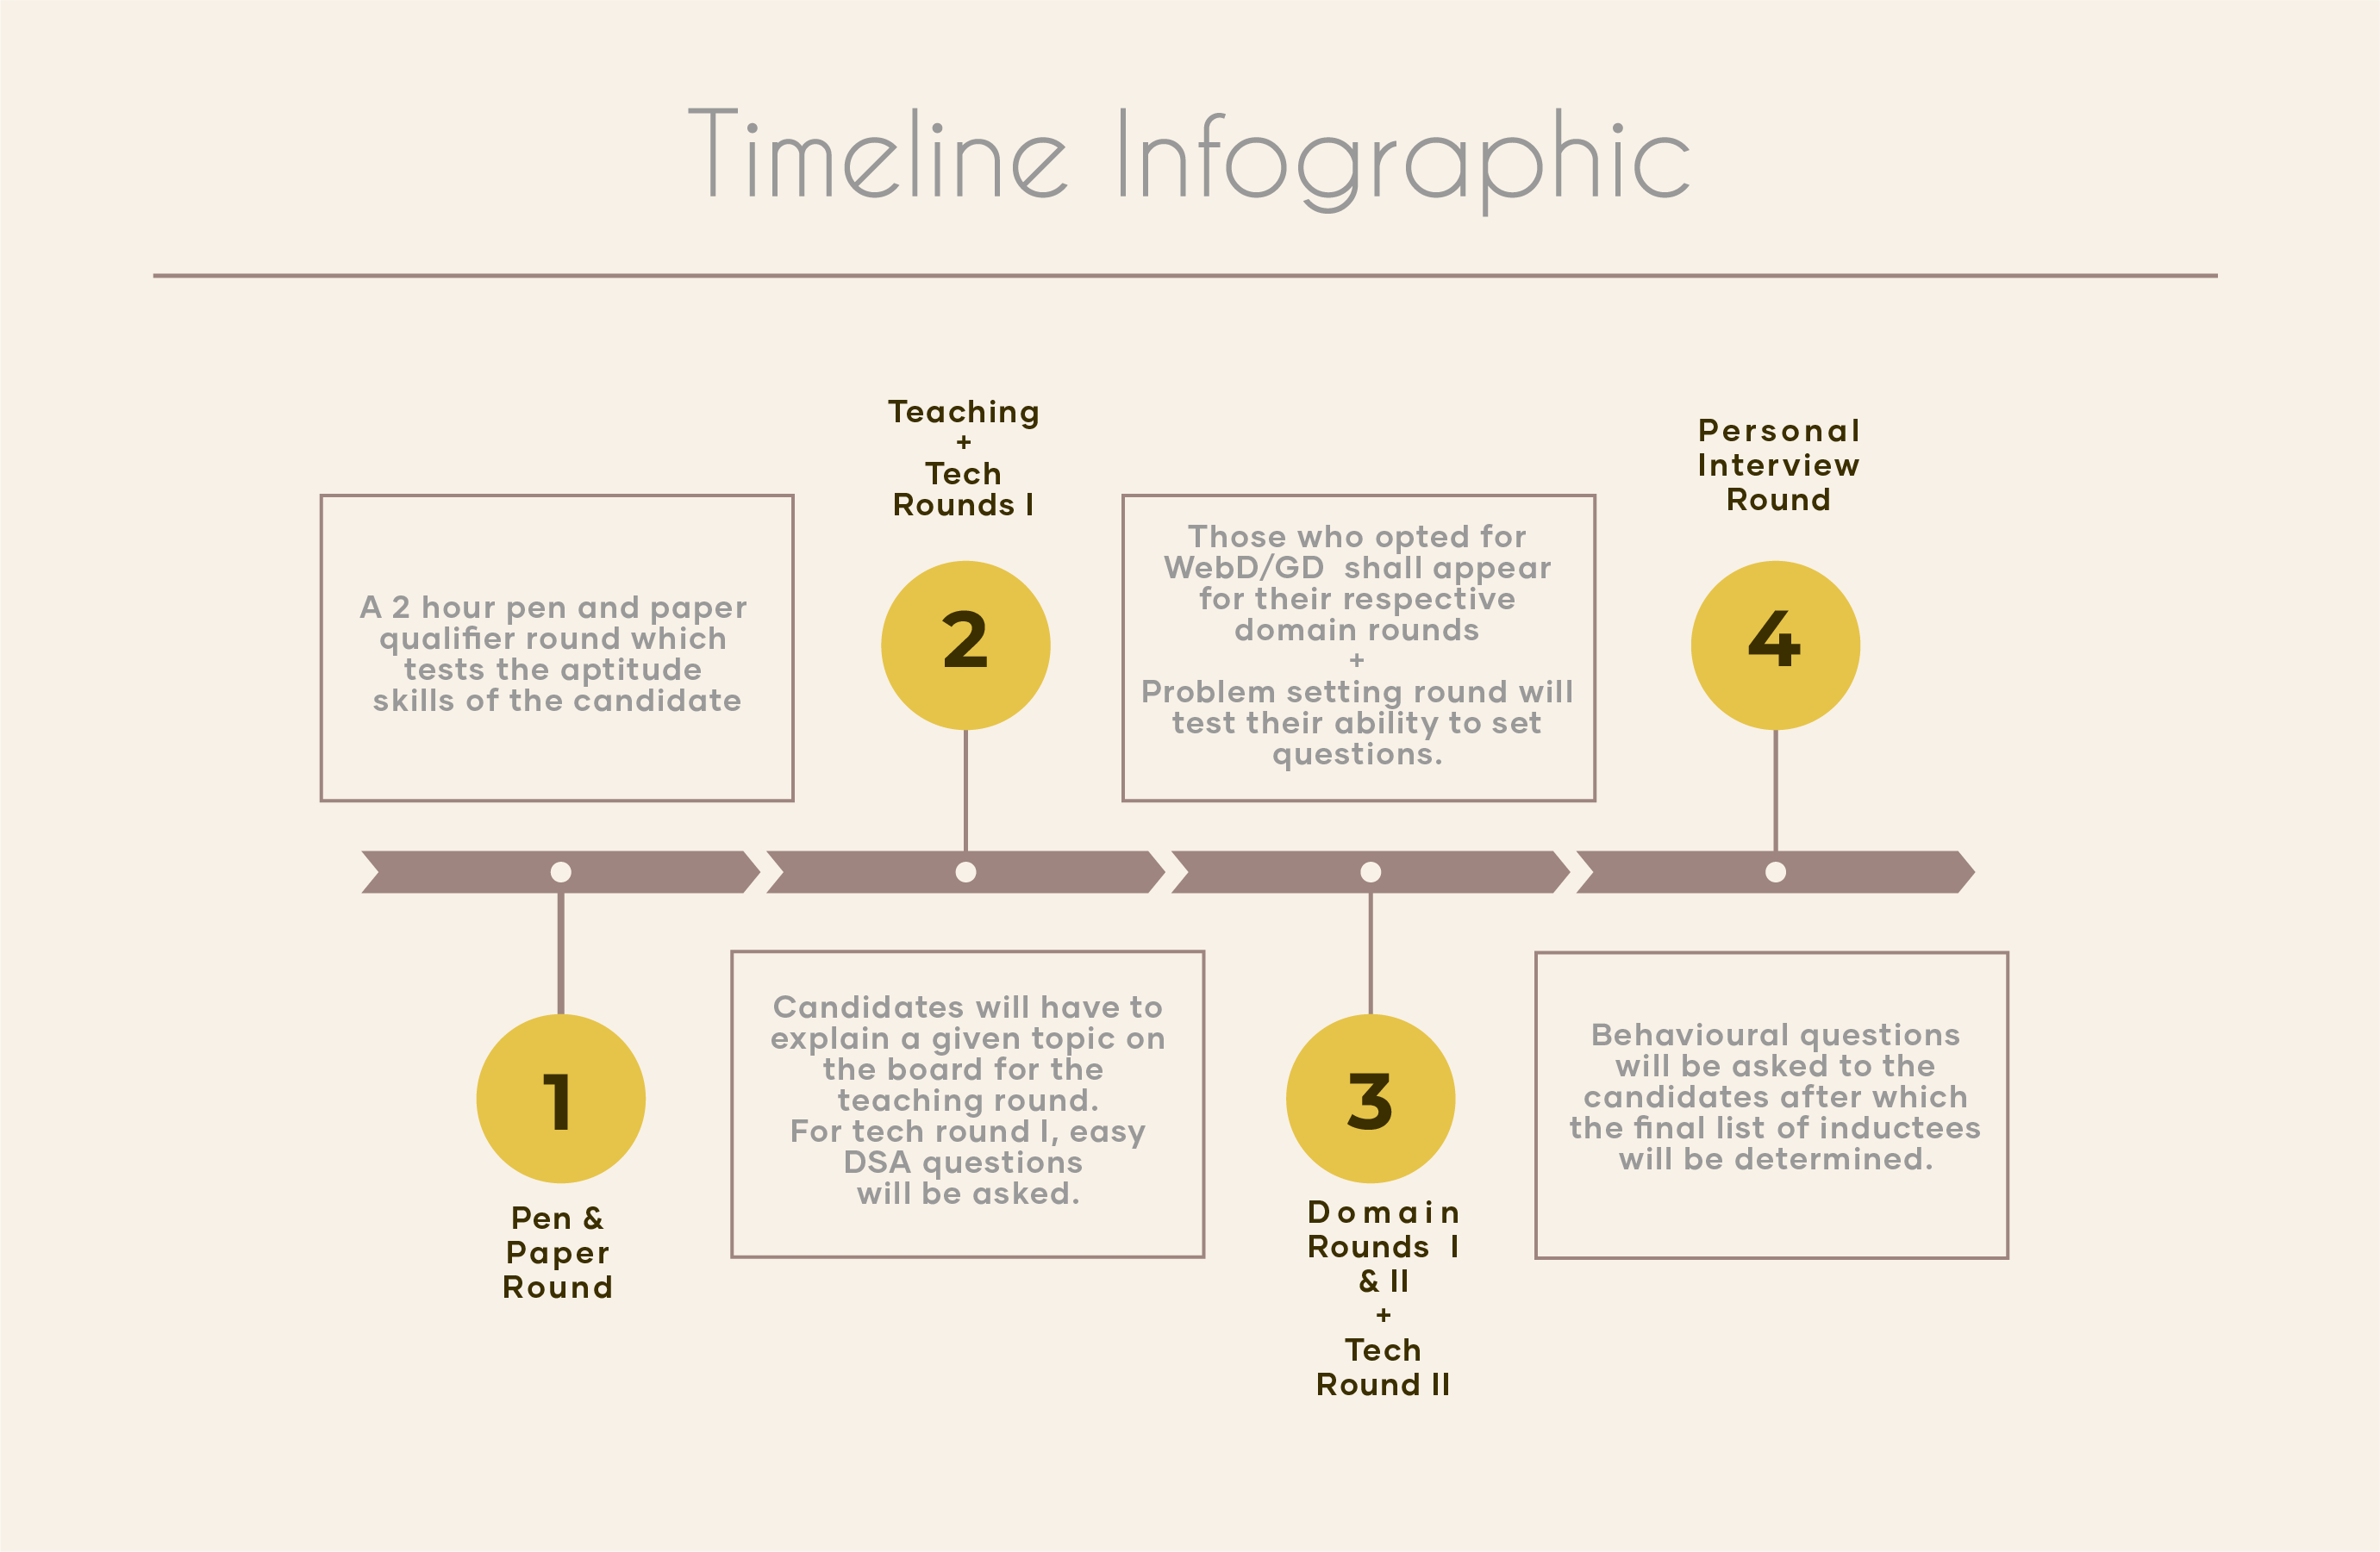 Timeline Infographic
A 2 hour pen and paper
qualifier round which
tests the aptitude
skills of the candidate
1
Pen &
Paper
Round
Teaching
+
Tech
Rounds I
2
Candidates will have to
explain a given topic on
the board for the
teaching round.
For tech round I, easy
DSA questions
will be asked.
Those who opted for
WebD/GD  shall appear
for their respective
domain rounds
+
Problem setting round will
test their ability to set
questions.
3
Domain
Rounds  I
& II
+
Tech
Round II
Personal
Interview
Round
4
Behavioural questions
will be asked to the
candidates after which
the final list of inductees
will be determined.